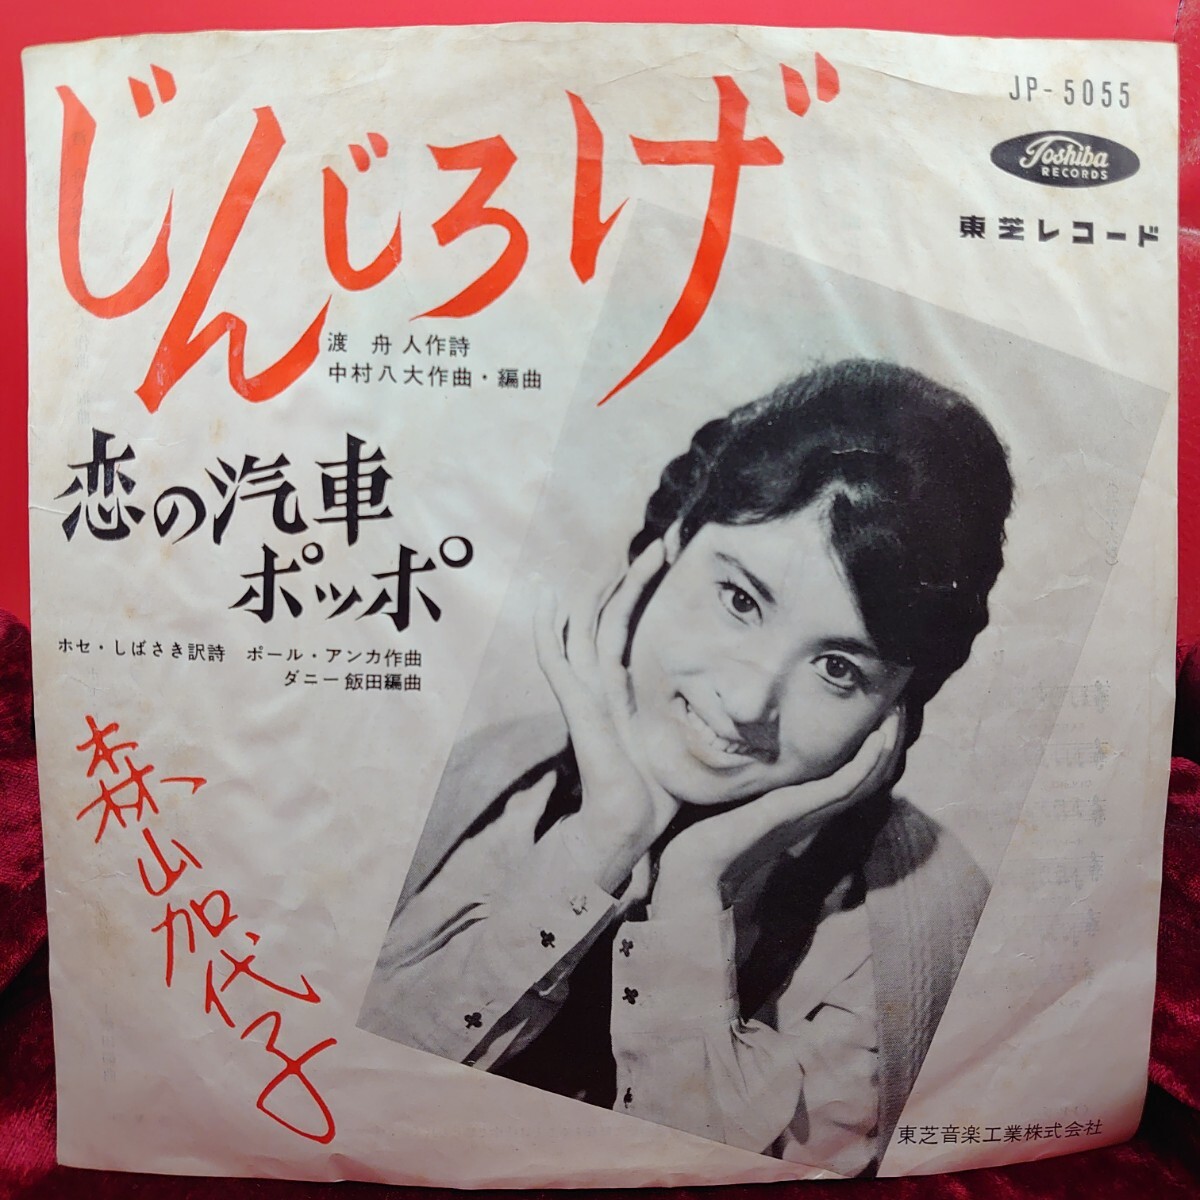 じんじろげ
渡舟人作詩
中村八大作曲・編曲
JP-5055
Toshiba
RECORDS
東芝レコード
恋の汽車
ポッポ
ホセ・しばさき訳詩 ポール・アンカ作曲
ダニー飯田編曲
森山加代子
東芝音楽工業株式会社